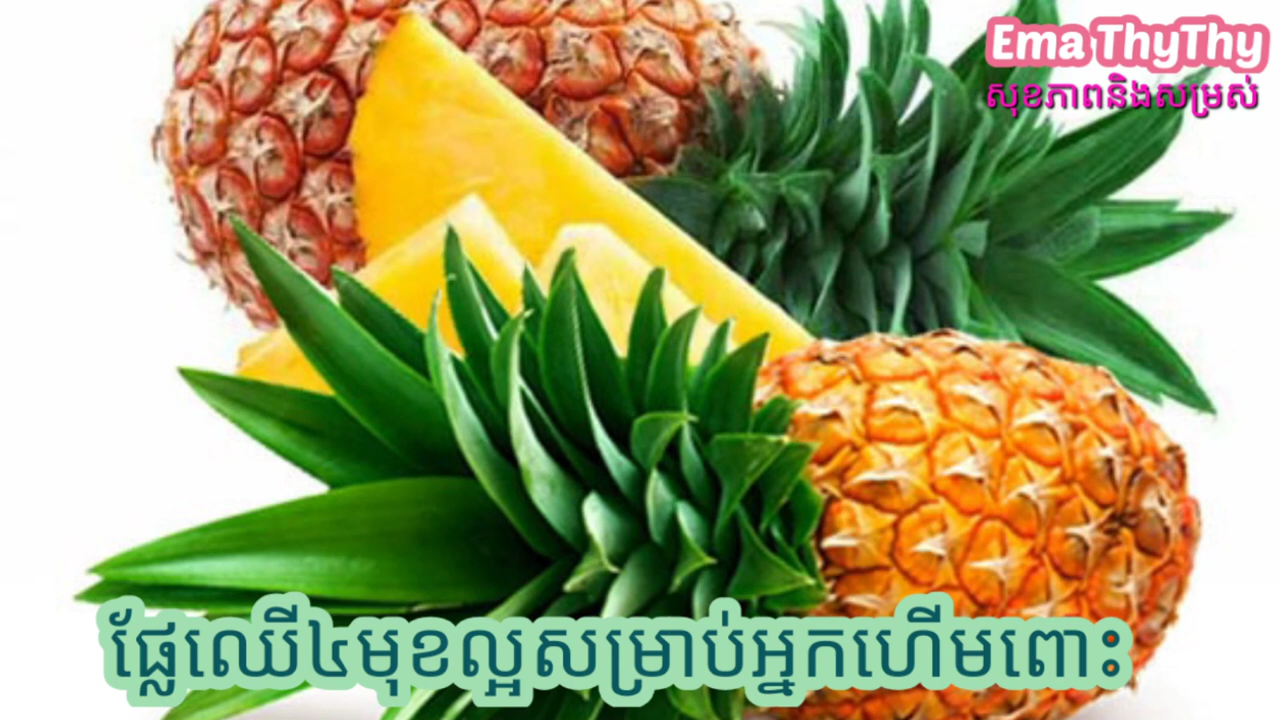 Ema ThyThy
សុខភាពនិងសម្រស់
ផ្លែឈើ៤មុខល្អសម្រាប់អ្នកហើមពោះ